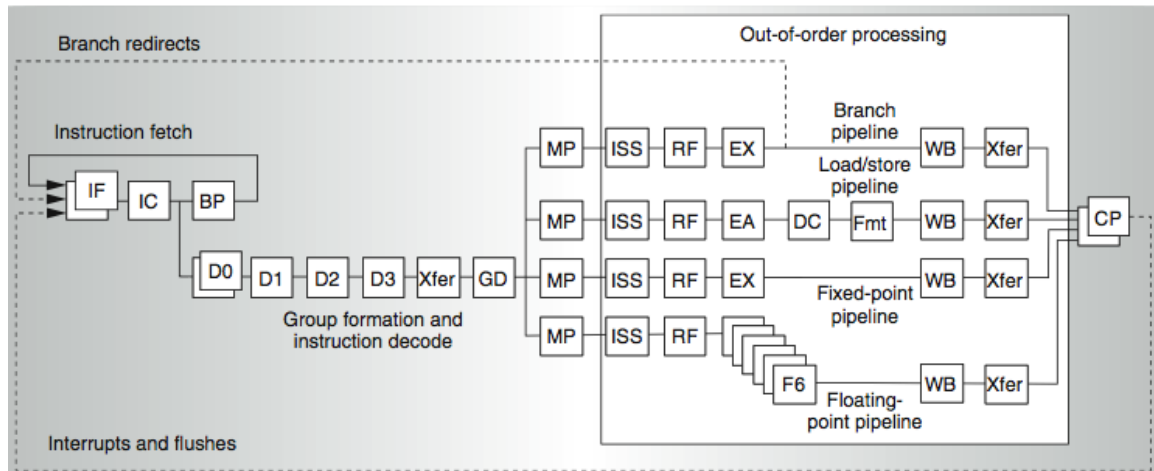 Out-of-order processing
Branch redirects
Instruction fetch
Branch
pipeline
MP ISS RF EX WB Xfer
Load/store
pipeline
IF IC BP
MP ISS RF EA DC Fmt WB Xfer CP
D0 D1 D2 D3 Xfer GD MP ISS RF EX WB Xfer
Fixed-point
pipeline
Group formation and
instruction decode
MP ISS RF F6 WB Xfer
Floating-
point pipeline
Interrupts and flushes